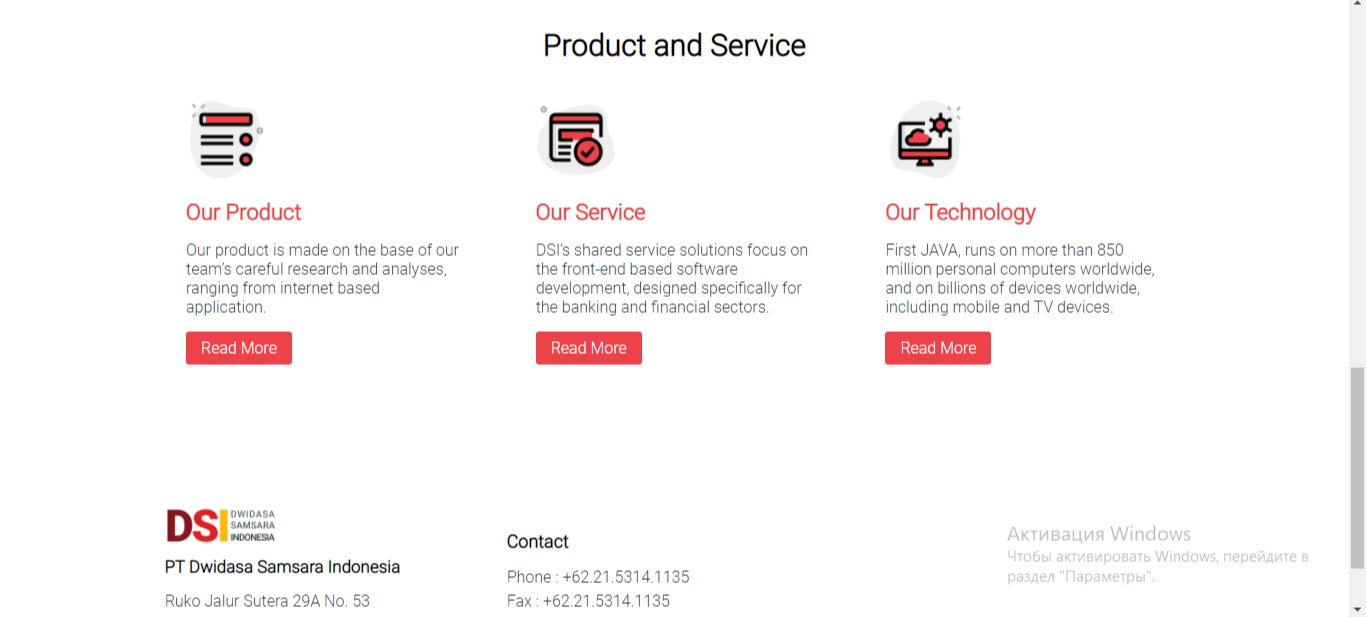 Product and Service
Our Product
Our product is made on the base of our
team's careful research and analyses,
ranging from internet based
application.
Read More
Our Service
DSI's shared service solutions focus on
the front-end based software
development, designed specifically for
the banking and financial sectors.
Read More
Our Technology
First JAVA, runs on more than 850
million personal computers worldwide,
and on billions of devices worldwide,
including mobile and TV devices.
Read More
DSI
DWIDASA
SAMSARA
INDONESIA
PT Dwidasa Samsara Indonesia
Ruko Jalur Sutera 29A No. 53
Contact
Phone : +62.21.5314.1135
Fax : +62.21.5314.1135
Активация Windows
Чтобы активировать Windows, перейдите в
раздел "Параметры".